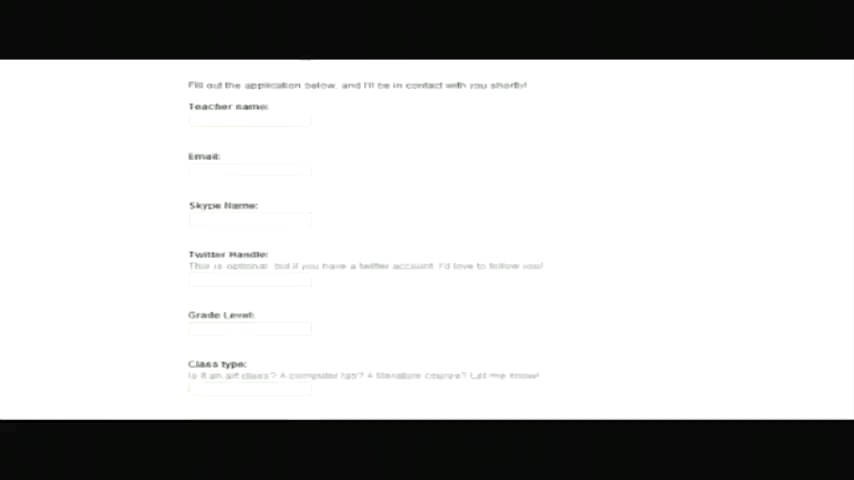 Fill out the application below, and I'll be in contact with you shortly!
Teacher name:
Email:
Skype Name:
Twitter Handle:
This is optional, but if you have a twitter account, I'd love to follow you!
Grade Level:
Class type:
Is it an art class? A computer lab? A literature course? Let me know!